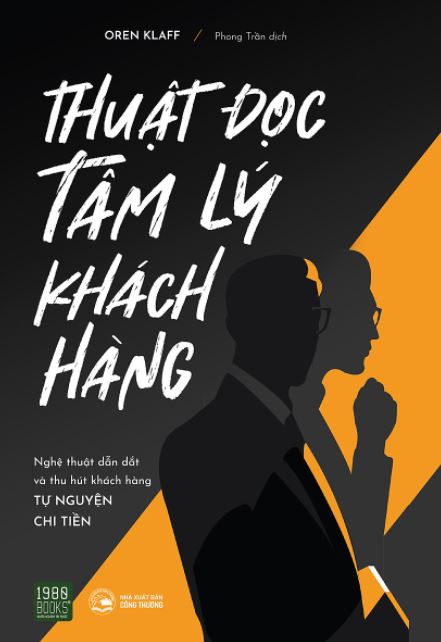 OREN KLAFF / Phong Trần dịch
THUẬT ĐỌC
TÂM LÝ
KHÁCH
HÀNG
Nghệ thuật dẫn dắt
và thu hút khách hàng
TỰ NGUYỆN
CHI TIỀN
1980
BOOKS
NHÀ XUẤT BẢN
CÔNG THƯƠNG